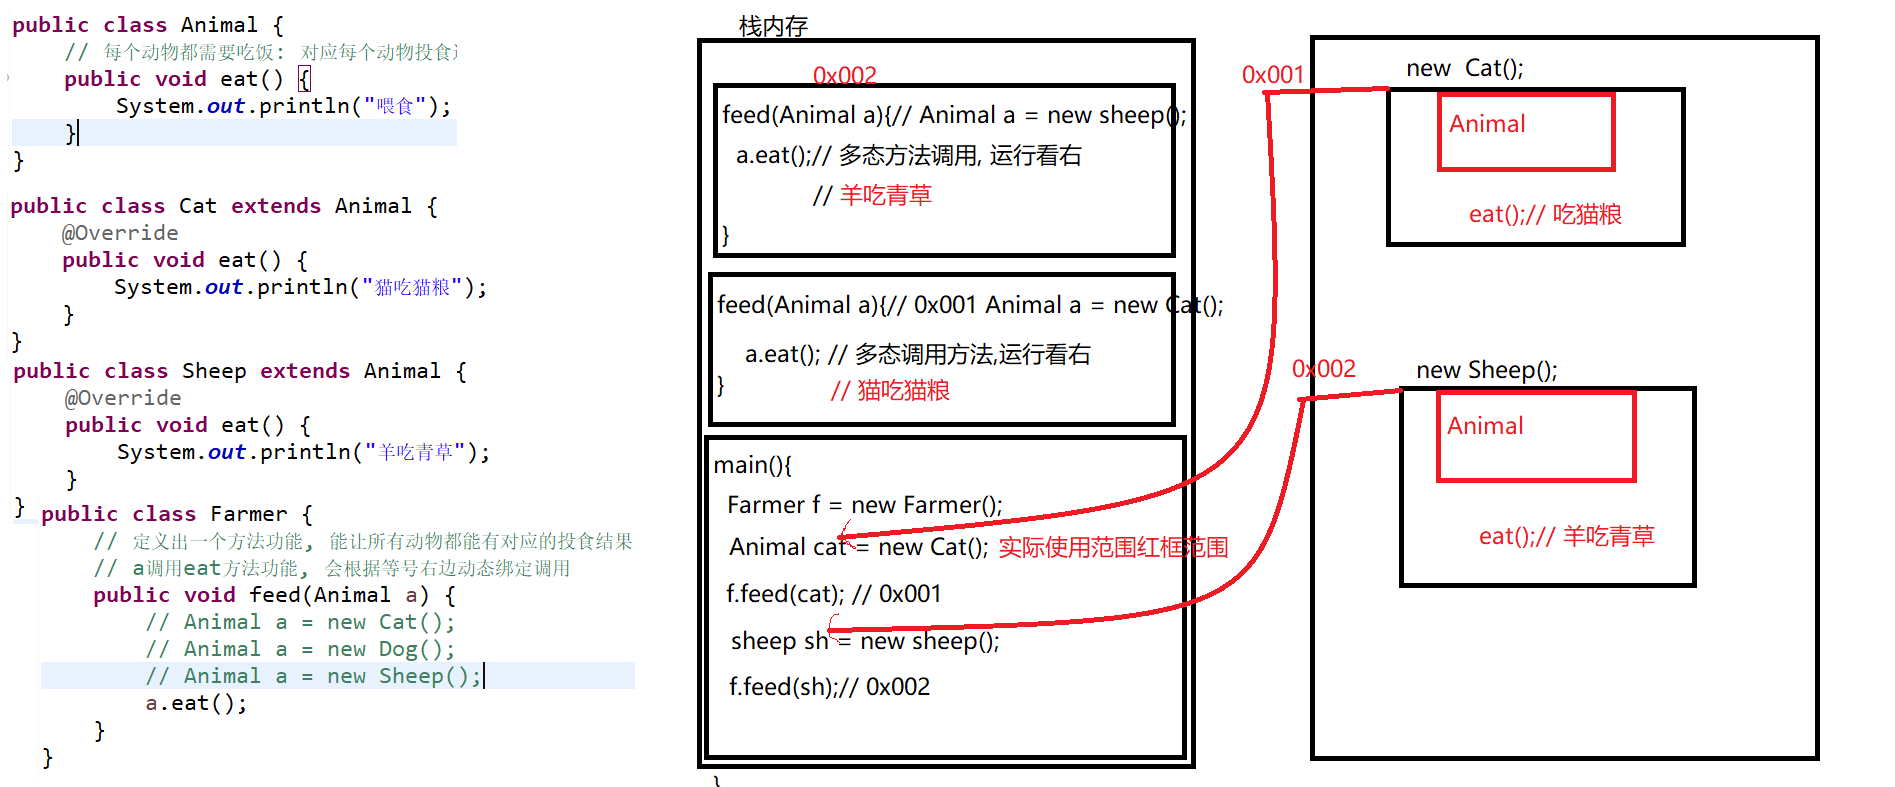 public class Animal {
// 每个动物都需要吃饭: 对应每个动物投食
public void eat() {
System.out.println("喂食");
}
}
public class Cat extends Animal {
@Override
public void eat() {
System.out.println("猫吃猫粮");
}
}
public class Sheep extends Animal {
@Override
public void eat() {
System.out.println("羊吃青草");
}
}
public class Farmer {
// 定义出一个方法功能, 能让所有动物都能有对应的投食结果
// a调用eat方法功能, 会根据等号右边动态绑定调用
public void feed(Animal a) {
// Animal a = new Cat();
// Animal a = new Dog();
// Animal a = new Sheep();
a.eat();
}
}
栈内存
0x002
feed(Animal a){// Animal a = new sheep();
a.eat();// 多态方法调用, 运行看右
// 羊吃青草
}
feed(Animal a){// 0x001 Animal a = new Cat();
a.eat(); // 多态调用方法,运行看右
// 猫吃猫粮
}
main(){
Farmer f = new Farmer();
Animal cat = new Cat(); 实际使用范围红框范围
f.feed(cat); // 0x001
sheep sh = new sheep();
f.feed(sh);// 0x002
}
0x001
new Cat();
Animal
eat();// 吃猫粮
0x002
new Sheep();
Animal
eat();// 羊吃青草